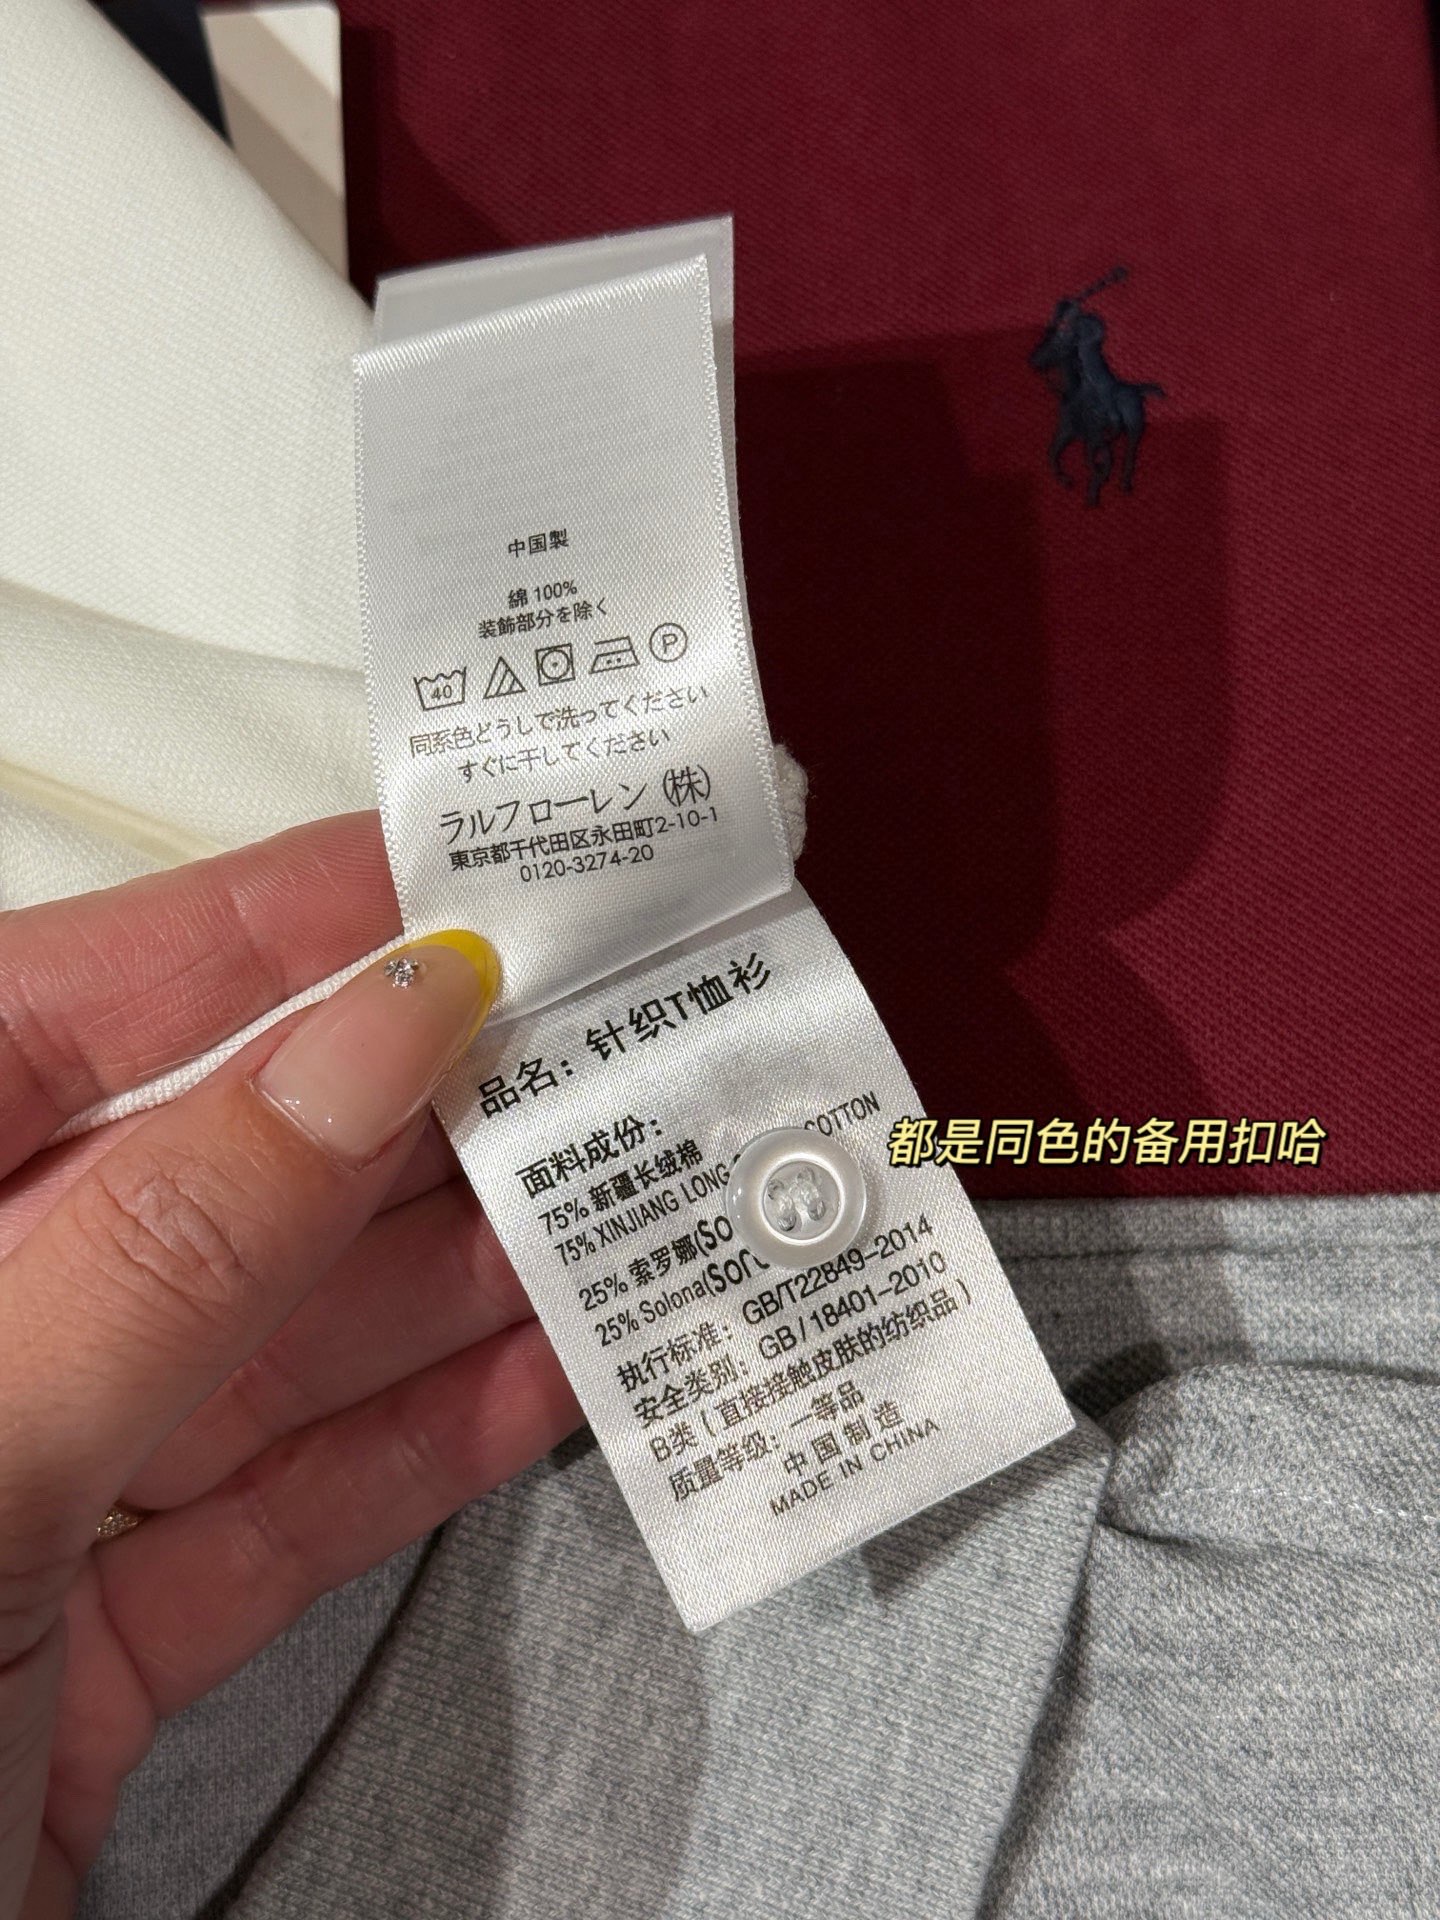 中国製
綿 100%
装飾部分を除く
40
P
同系色どうしで洗ってください
すぐに干してください
ラルフローレン (株)
東京都千代田区永田町2-10-1
0120-3274-20
品名：针织T恤衫
面料成份：
75% 新疆长绒棉
75% XINJIANG LONG COTTON
25% 索罗娜(So
25% Solona(Soro
执行标准：GB/T22849–2014
安全类别：GB/18401–2010
B类（直接接触皮肤的纺织品）
质量等级：一等品
中国制造
MADE IN CHINA
都是同色的备用扣哈